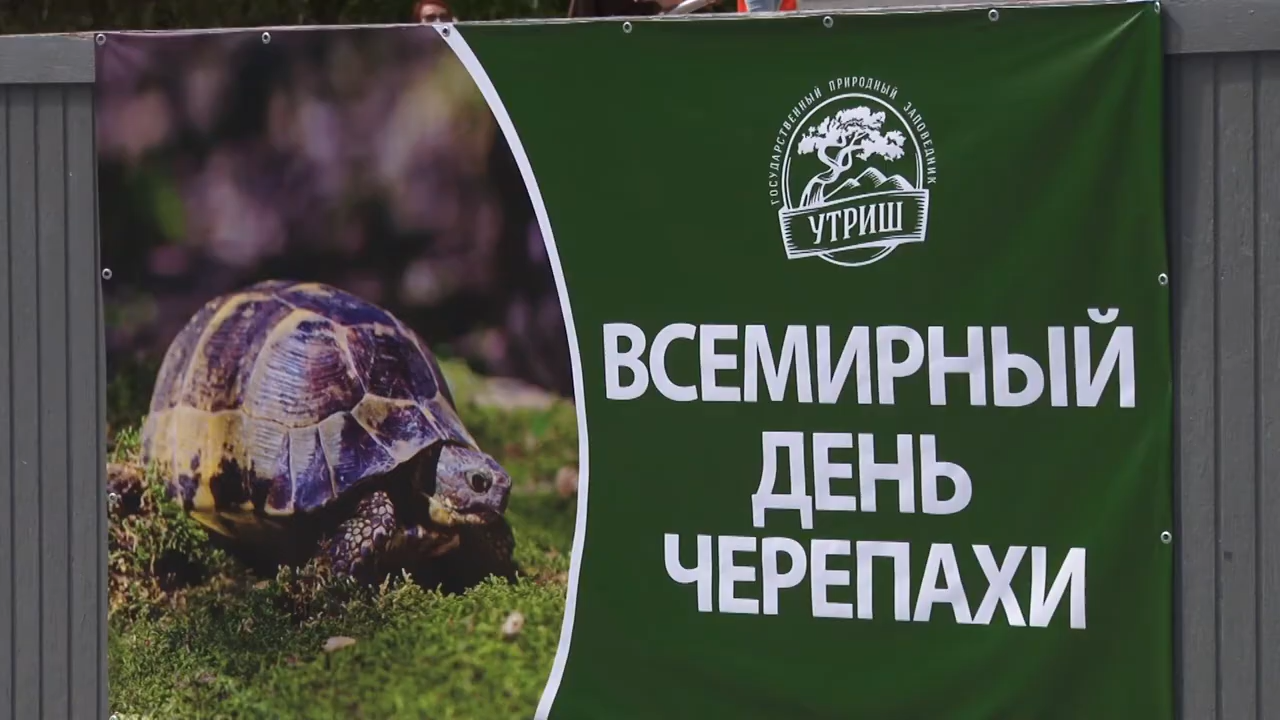 ГОСУДАРСТВЕННЫЙ ПРИРОДНЫЙ ЗАПОВЕДНИК
УТРИШ
ВСЕМИРНЫЙ
ДЕНЬ
ЧЕРЕПАХИ